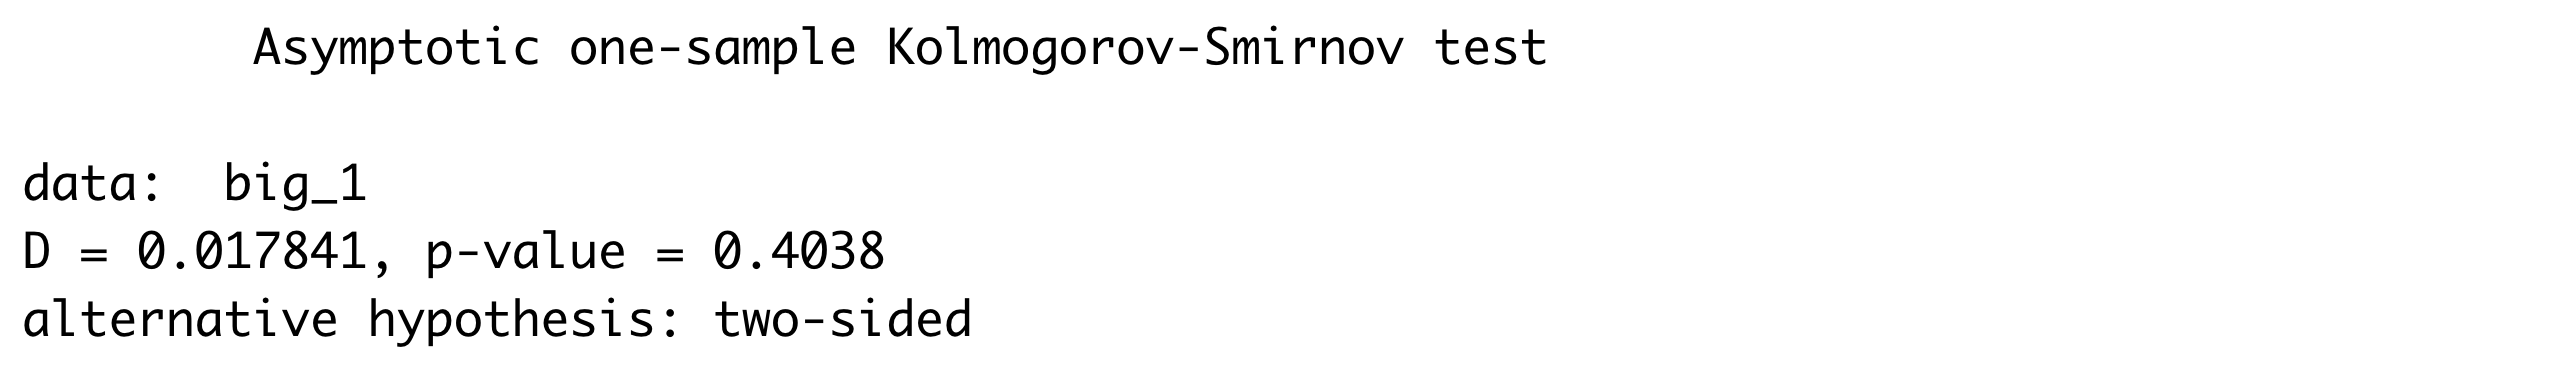 Asymptotic one-sample Kolmogorov-Smirnov test
data:  big_1
D = 0.017841, p-value = 0.4038
alternative hypothesis: two-sided